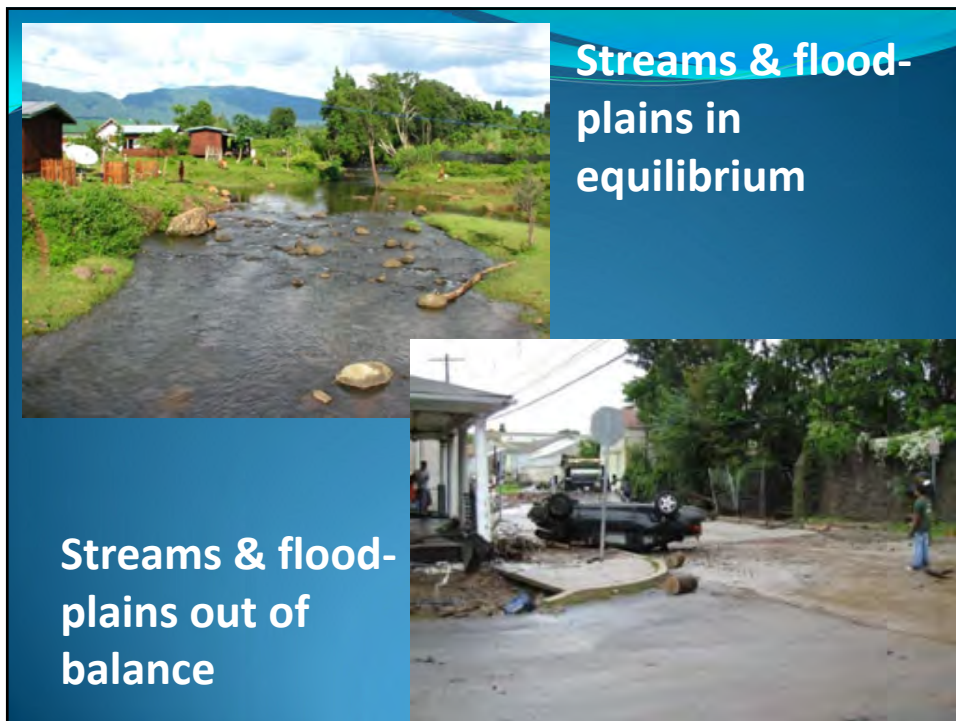 Streams & flood-
plains in
equilibrium
Streams & flood-
plains out of
balance